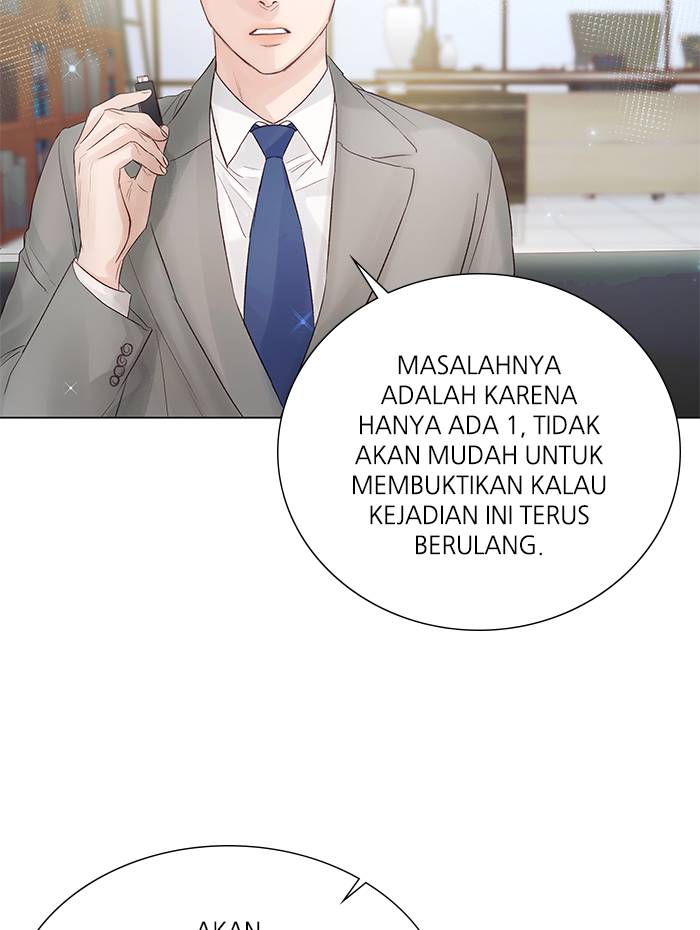 MASALAHNYA
ADALAH KARENA
HANYA ADA 1, TIDAK
AKAN MUDAH UNTUK
MEMBUKTIKAN KALAU
KEJADIAN INI TERUS
BERULANG.
AKAN